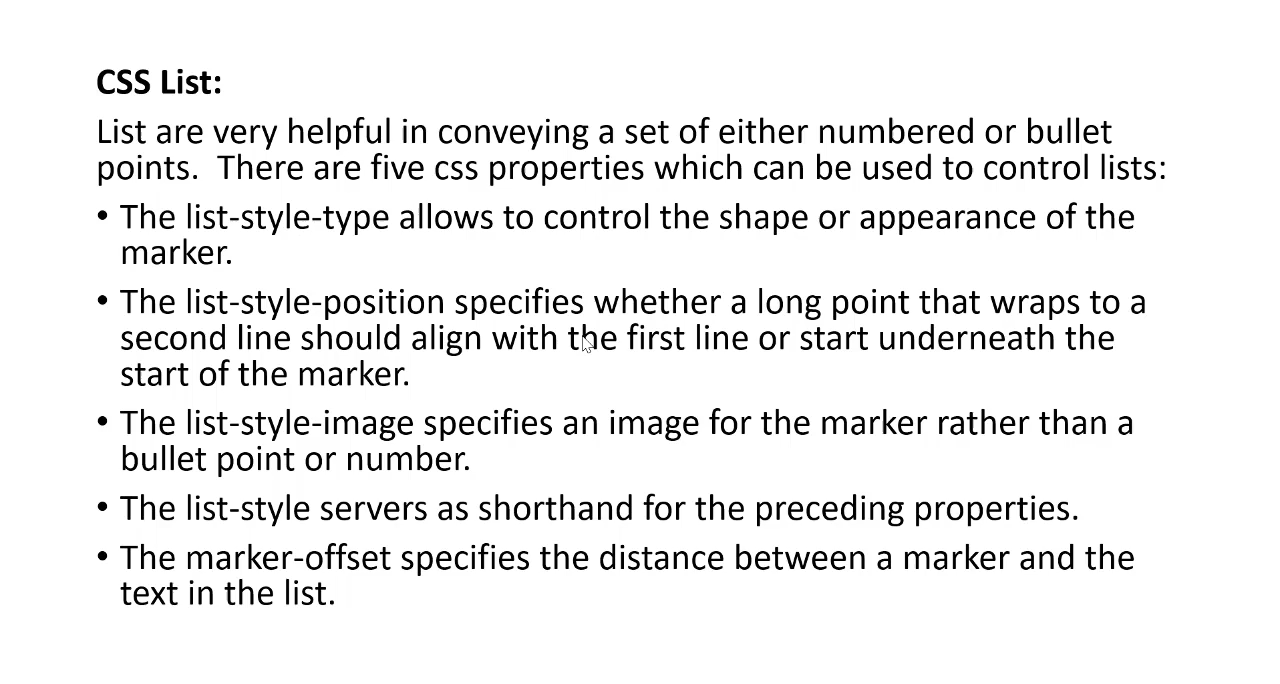 CSS List:
List are very helpful in conveying a set of either numbered or bullet
points.  There are five css properties which can be used to control lists:
• The list-style-type allows to control the shape or appearance of the
marker.
• The list-style-position specifies whether a long point that wraps to a
second line should align with the first line or start underneath the
start of the marker.
• The list-style-image specifies an image for the marker rather than a
bullet point or number.
• The list-style servers as shorthand for the preceding properties.
• The marker-offset specifies the distance between a marker and the
text in the list.